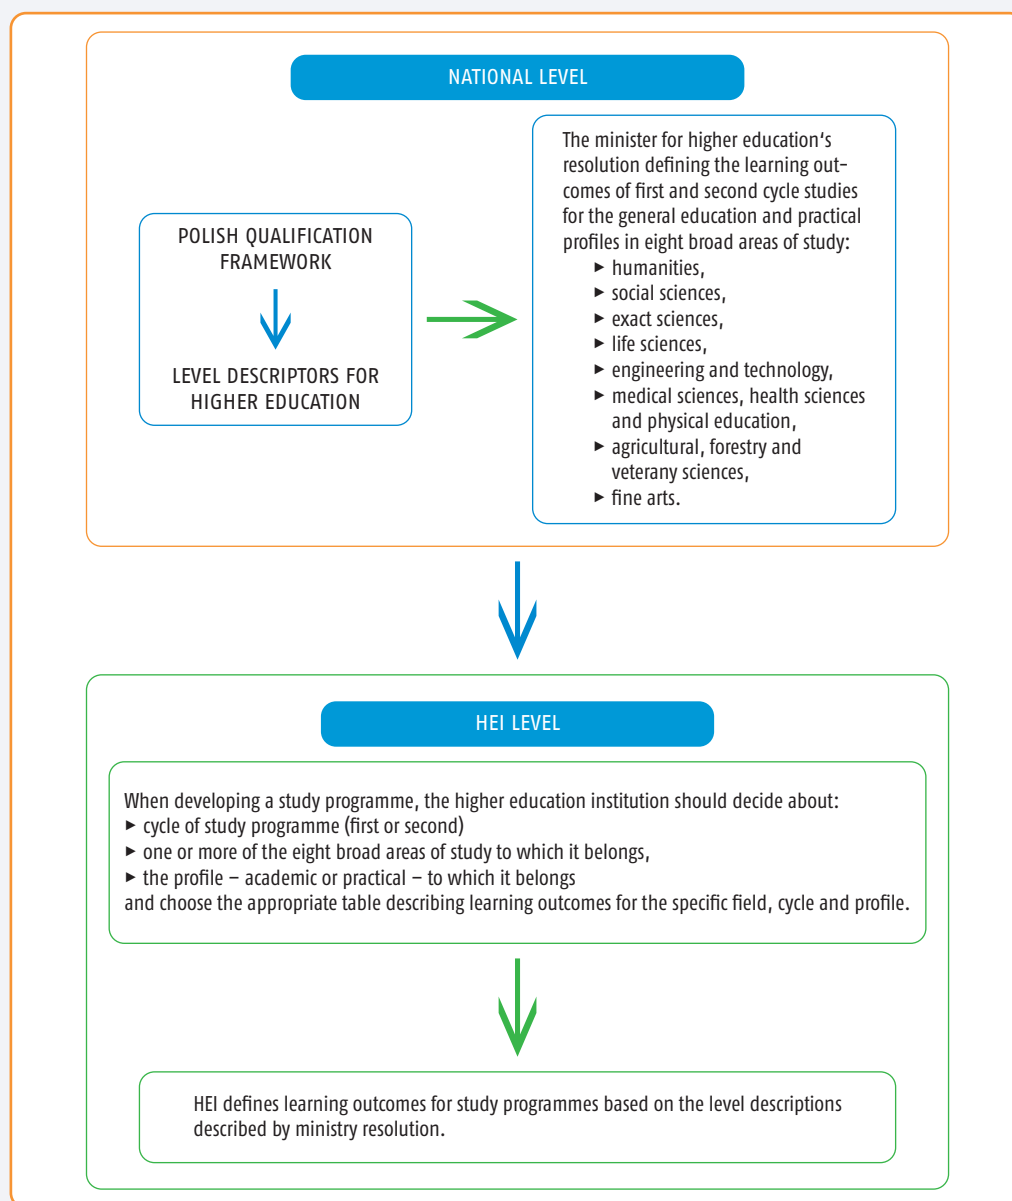 NATIONAL LEVEL
POLISH QUALIFICATION
FRAMEWORK
LEVEL DESCRIPTORS FOR
HIGHER EDUCATION
The minister for higher education‘s
resolution defining the learning out-
comes of first and second cycle studies
for the general education and practical
profiles in eight broad areas of study:
▶ humanities,
▶ social sciences,
▶ exact sciences,
▶ life sciences,
▶ engineering and technology,
▶ medical sciences, health sciences
and physical education,
▶ agricultural, forestry and
veterany sciences,
▶ fine arts.
HEI LEVEL
When developing a study programme, the higher education institution should decide about:
▶ cycle of study programme (first or second)
▶ one or more of the eight broad areas of study to which it belongs,
▶ the profile – academic or practical – to which it belongs
and choose the appropriate table describing learning outcomes for the specific field, cycle and profile.
HEI defines learning outcomes for study programmes based on the level descriptions
described by ministry resolution.